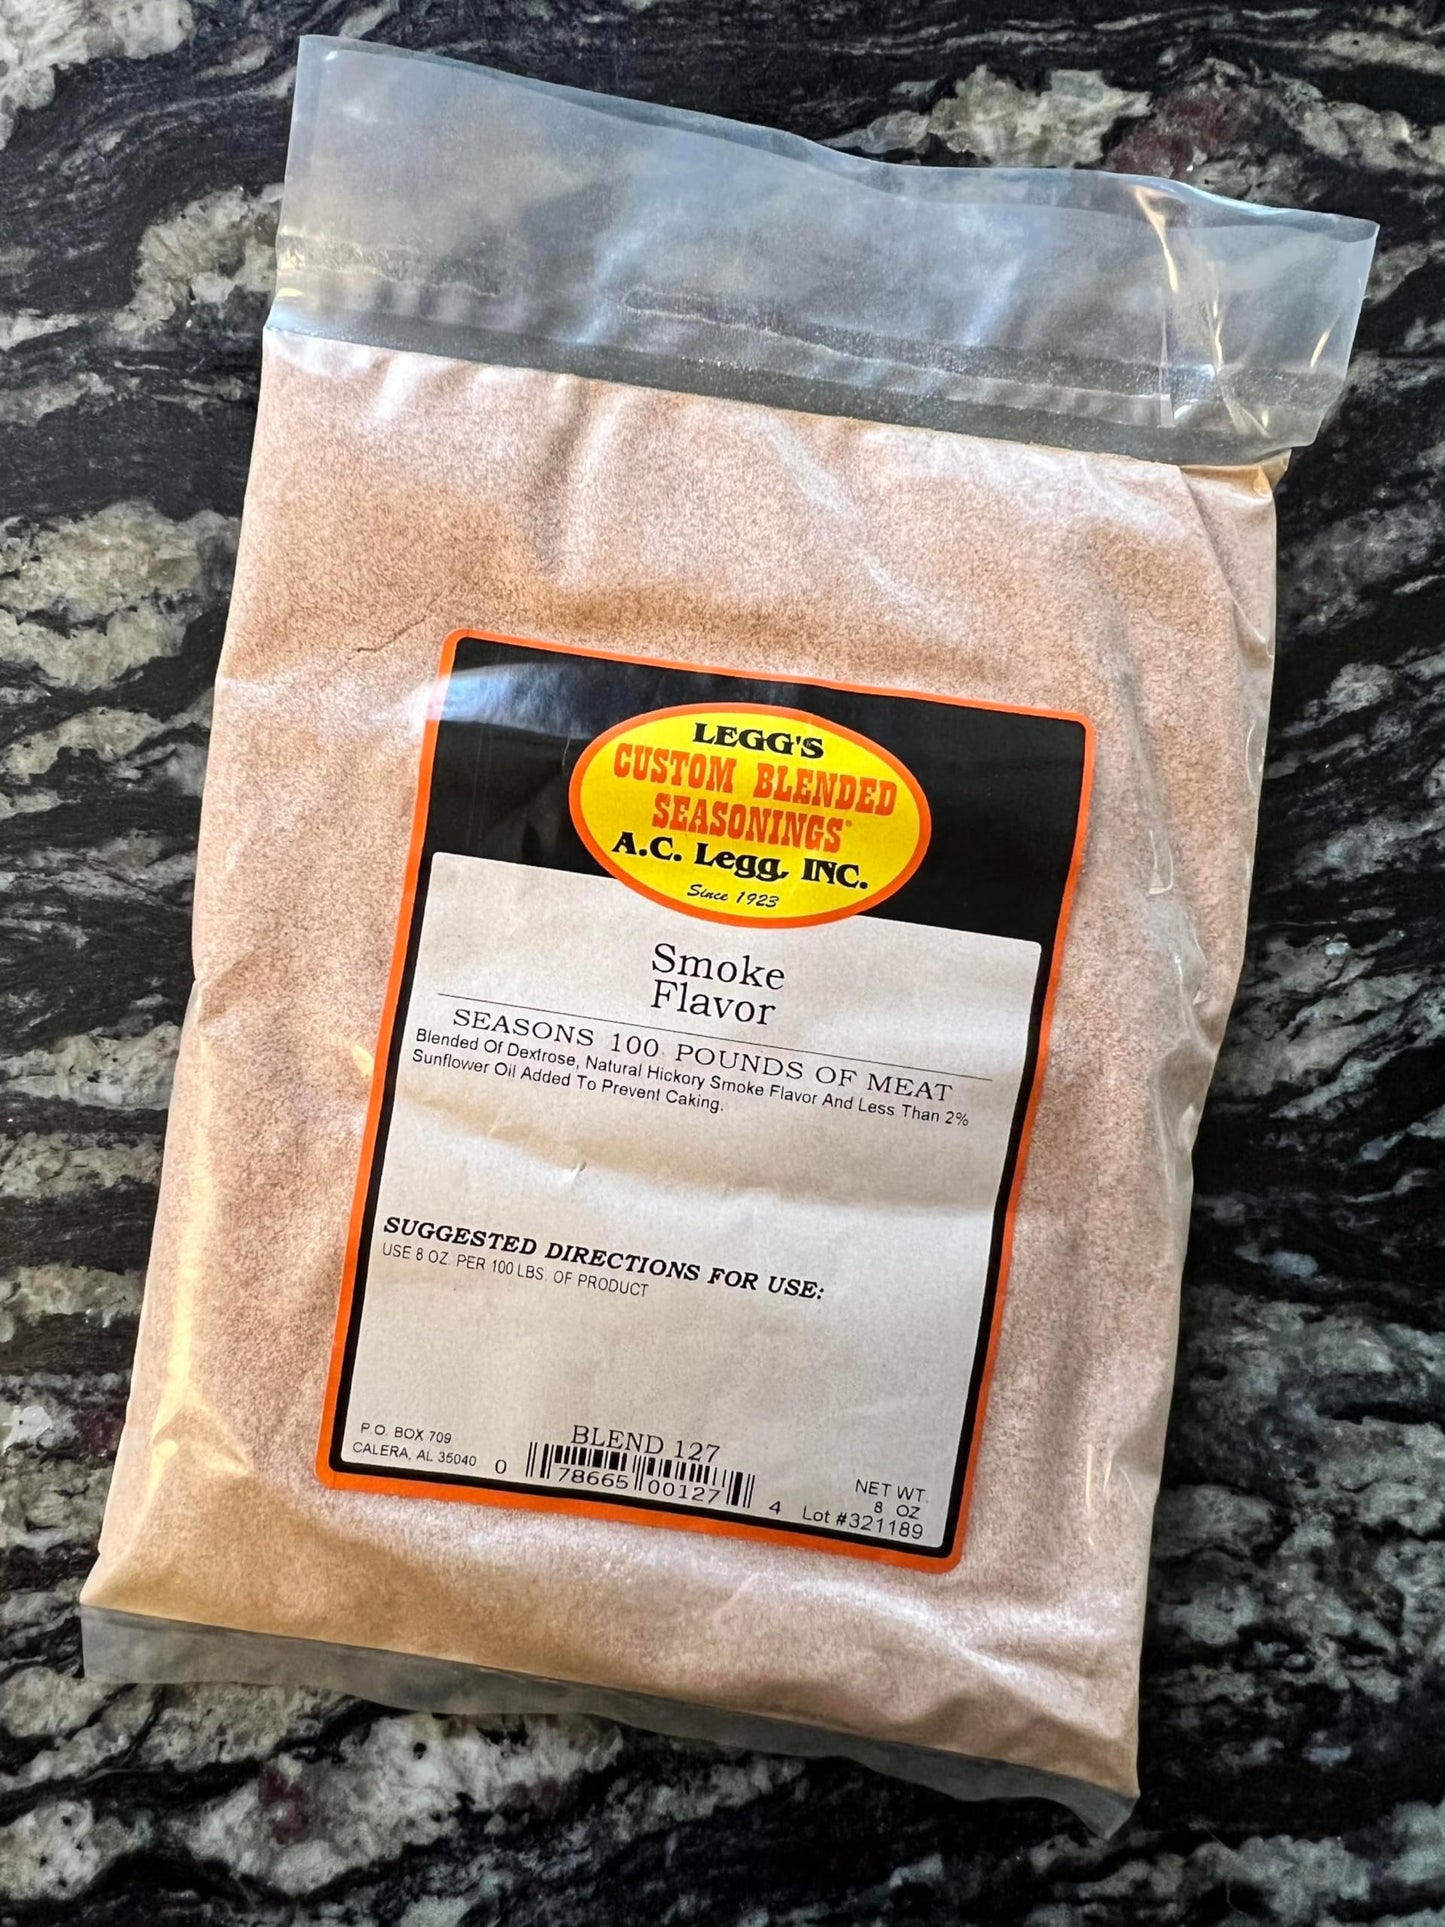 LEGG'S
CUSTOM BLENDED
SEASONINGS®
A.C. Legg, INC.
Since 1923
Smoke
Flavor
SEASONS 100 POUNDS OF MEAT
Blended Of Dextrose, Natural Hickory Smoke Flavor And Less Than 2%
Sunflower Oil Added To Prevent Caking.
SUGGESTED DIRECTIONS FOR USE:
USE 8 OZ. PER 100 LBS. OF PRODUCT
P.O. BOX 709
CALERA, AL 35040
BLEND 127
0 78665 00127 4
NET WT.
8 OZ
Lot #321189